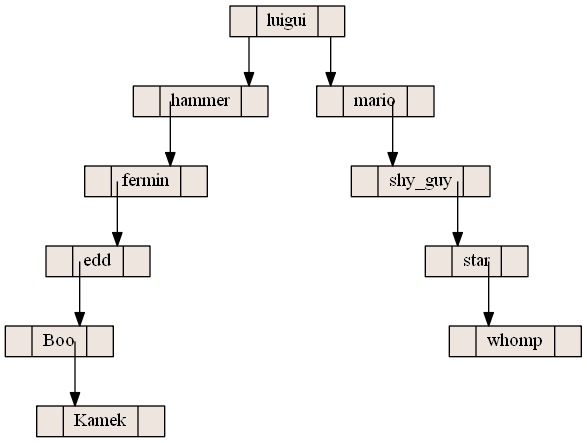 luigui
hammer
mario
fermin
shy_guy
edd
star
Boo
whomp
Kamek